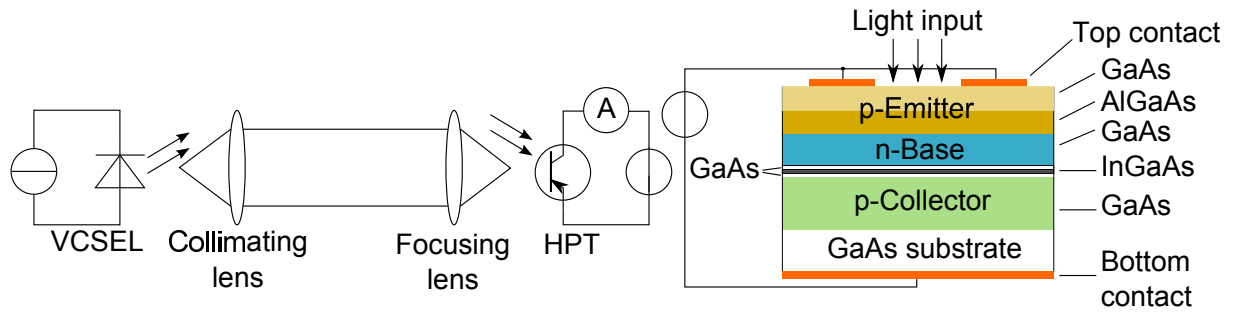 VCSEL
Collimating
lens
Focusing
lens
HPT
A
Light input
Top contact
GaAs
AlGaAs
GaAs
InGaAs
GaAs
Bottom
contact
p-Emitter
n-Base
GaAs
p-Collector
GaAs substrate